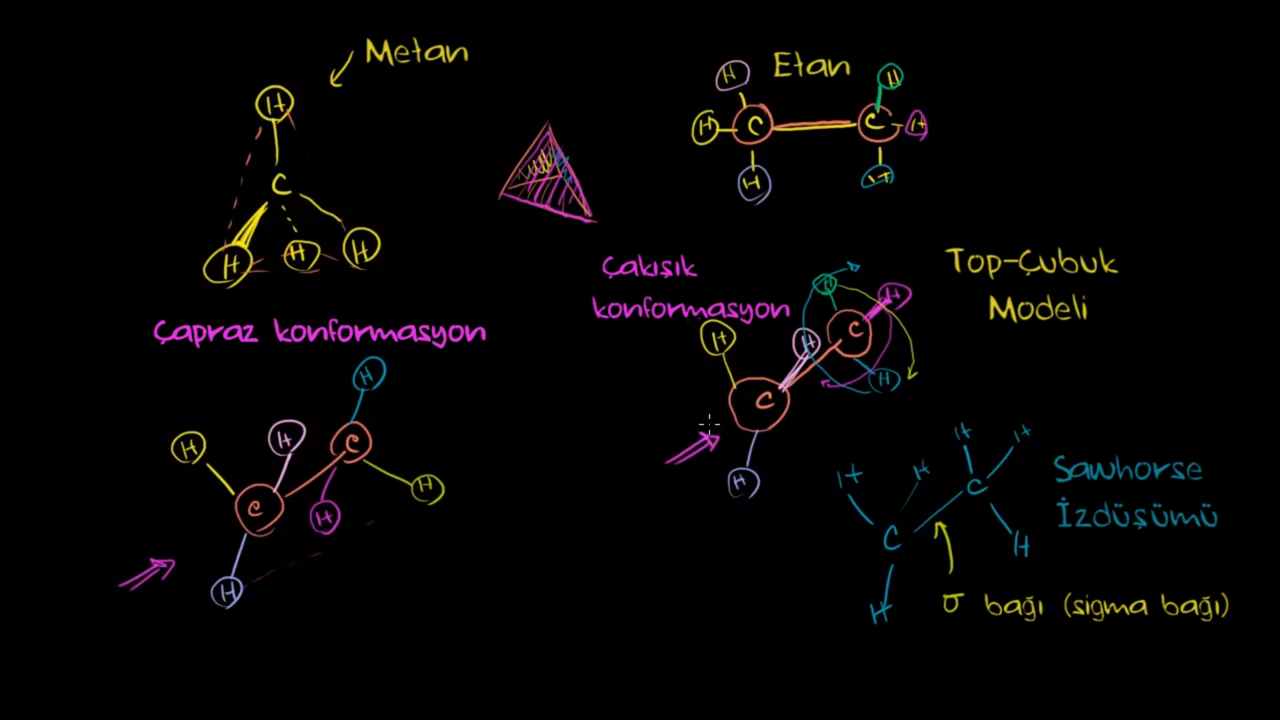 Metan
H
C
H H H
Etan
H H
H C C H
H H
Çakışık
konformasyon
Top-Çubuk
Modeli
H H
H H C
C H
H
Çapraz konformasyon
H
H H C
C H H
H
H H
H H C
C H
H
Sawhorse
İzdüşümü
σ bağı (sigma bağı)